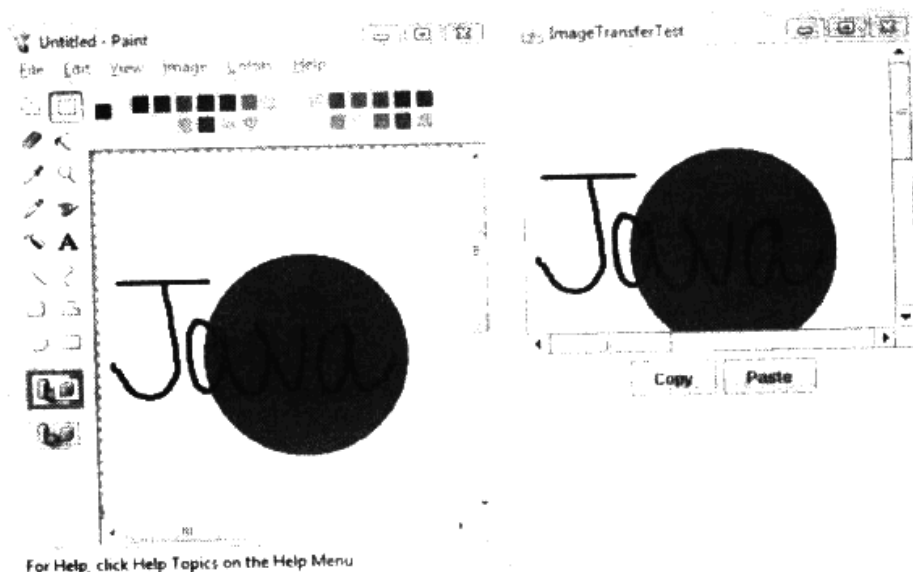 Untitled - Paint
File Edit View Image Colors Help
A
Java
For Help, click Help Topics on the Help Menu
ImageTransferTest
Java
Copy Paste